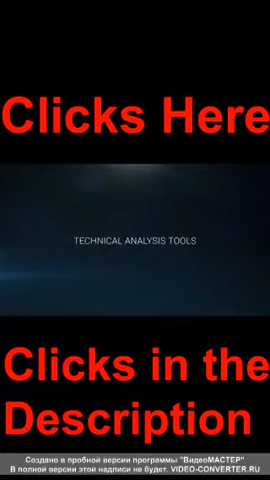 Clicks Here
TECHNICAL ANALYSIS TOOLS
Clicks in the
Description
Создано в пробной версии программы "ВидеоМАСТЕР"
В полной версии этой надписи не будет. VIDEO-CONVERTER.RU